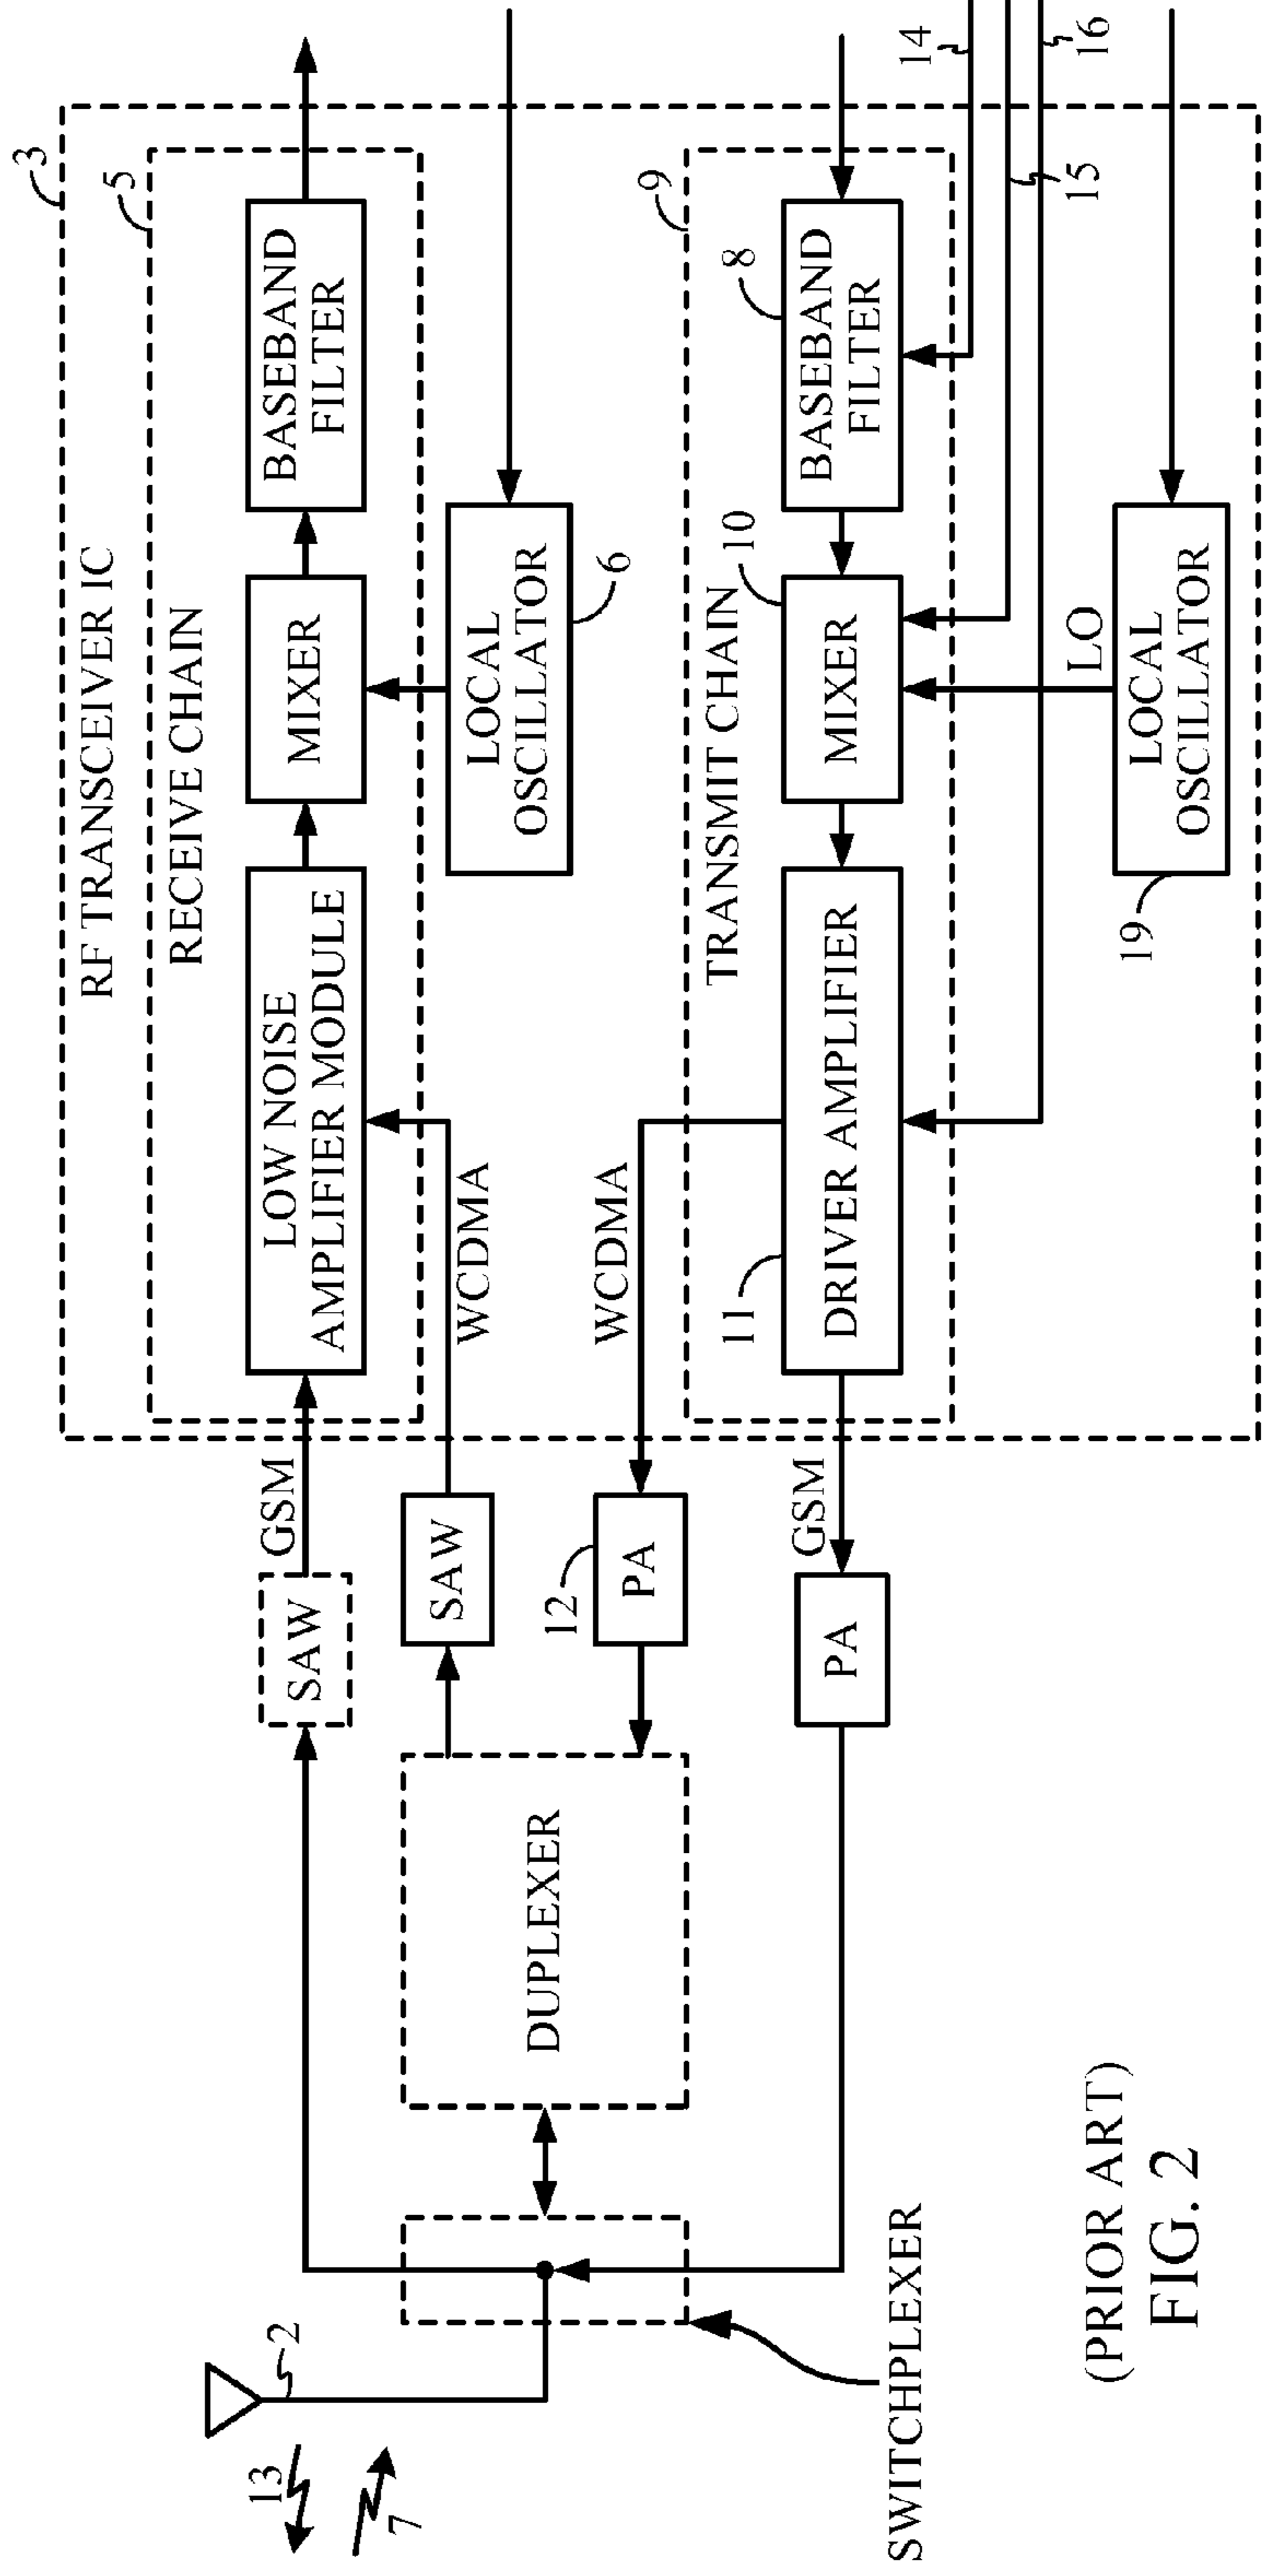 3
RF TRANSCEIVER IC
5
RECEIVE CHAIN
GSM
SAW
LOW NOISE
AMPLIFIER MODULE
MIXER
BASEBAND
FILTER
LOCAL
OSCILLATOR
6
WCDMA
SAW
13
7
2
DUPLEXER
12
PA
WCDMA
9
TRANSMIT CHAIN
GSM
PA
11
DRIVER AMPLIFIER
10
MIXER
8
BASEBAND
FILTER
14
15
16
LO
19
LOCAL
OSCILLATOR
SWITCHPLEXER
(PRIOR ART)
FIG. 2